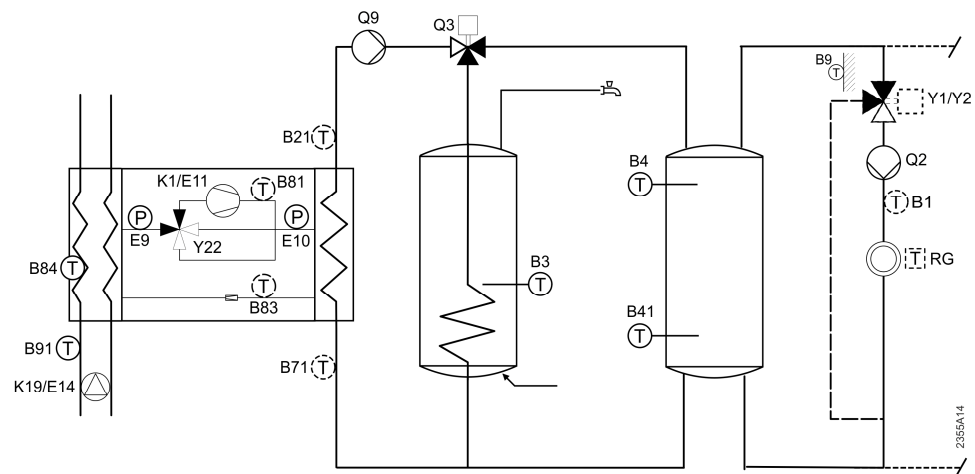 Q9
Q3
B9
T
Y1/Y2
B21
T
B4
T
Q2
K1/E11
T
B81
T
B1
P
P
E9
Y22
E10
T
RG
B84
T
B3
T
T
B83
B41
T
B91
T
B71
T
K19/E14
2355A14